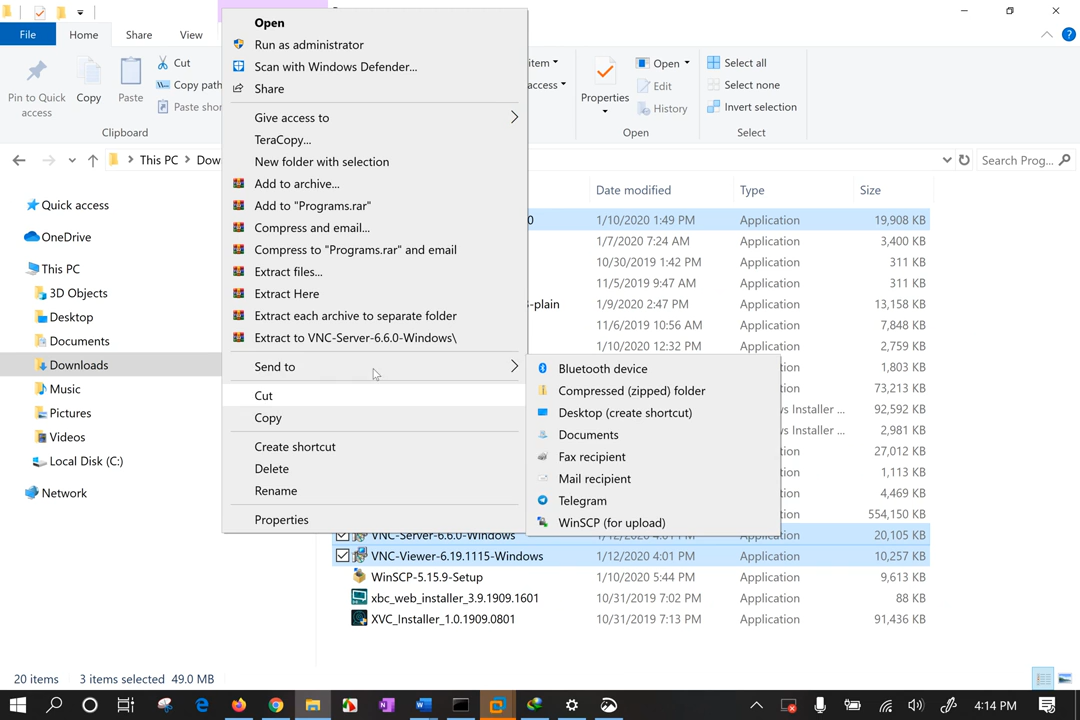 File
Home
Share
View
Pin to Quick access
Copy
Paste
Cut
Copy path
Paste shor
Clipboard
item
access
Properties
Open
Edit
History
Open
Select all
Select none
Invert selection
Select
This PC
Dow
Search Prog...
Quick access
OneDrive
This PC
3D Objects
Desktop
Documents
Downloads
Music
Pictures
Videos
Local Disk (C:)
Network
Open
Run as administrator
Scan with Windows Defender...
Share
Give access to
TeraCopy...
New folder with selection
Add to archive...
Add to "Programs.rar"
Compress and email...
Compress to "Programs.rar" and email
Extract files...
Extract Here
Extract each archive to separate folder
Extract to VNC-Server-6.6.0-Windows\
Send to
Cut
Copy
Create shortcut
Delete
Rename
Properties
Bluetooth device
Compressed (zipped) folder
Desktop (create shortcut)
Documents
Fax recipient
Mail recipient
Telegram
WinSCP (for upload)
Date modified Type Size
0 1/10/2020 1:49 PM Application 19,908 KB
1/7/2020 7:24 AM Application 3,400 KB
10/30/2019 1:42 PM Application 311 KB
11/5/2019 9:47 AM Application 311 KB
-plain 1/9/2020 2:47 PM Application 13,158 KB
11/6/2019 10:56 AM Application 7,848 KB
1/10/2020 12:32 PM Application 2,759 KB
Application 1,803 KB
Application 73,213 KB
s Installer ... 92,592 KB
s Installer ... 2,981 KB
Application 27,012 KB
Application 1,113 KB
Application 4,469 KB
Application 554,150 KB
VNC-Server-6.6.0-Windows 1/12/2020 4:01 PM Application 20,105 KB
VNC-Viewer-6.19.1115-Windows 1/12/2020 4:01 PM Application 10,257 KB
WinSCP-5.15.9-Setup 1/10/2020 5:44 PM Application 9,613 KB
xbc_web_installer_3.9.1909.1601 10/31/2019 7:02 PM Application 88 KB
XVC_Installer_1.0.1909.0801 10/31/2019 7:13 PM Application 91,436 KB
20 items 3 items selected 49.0 MB
4:14 PM